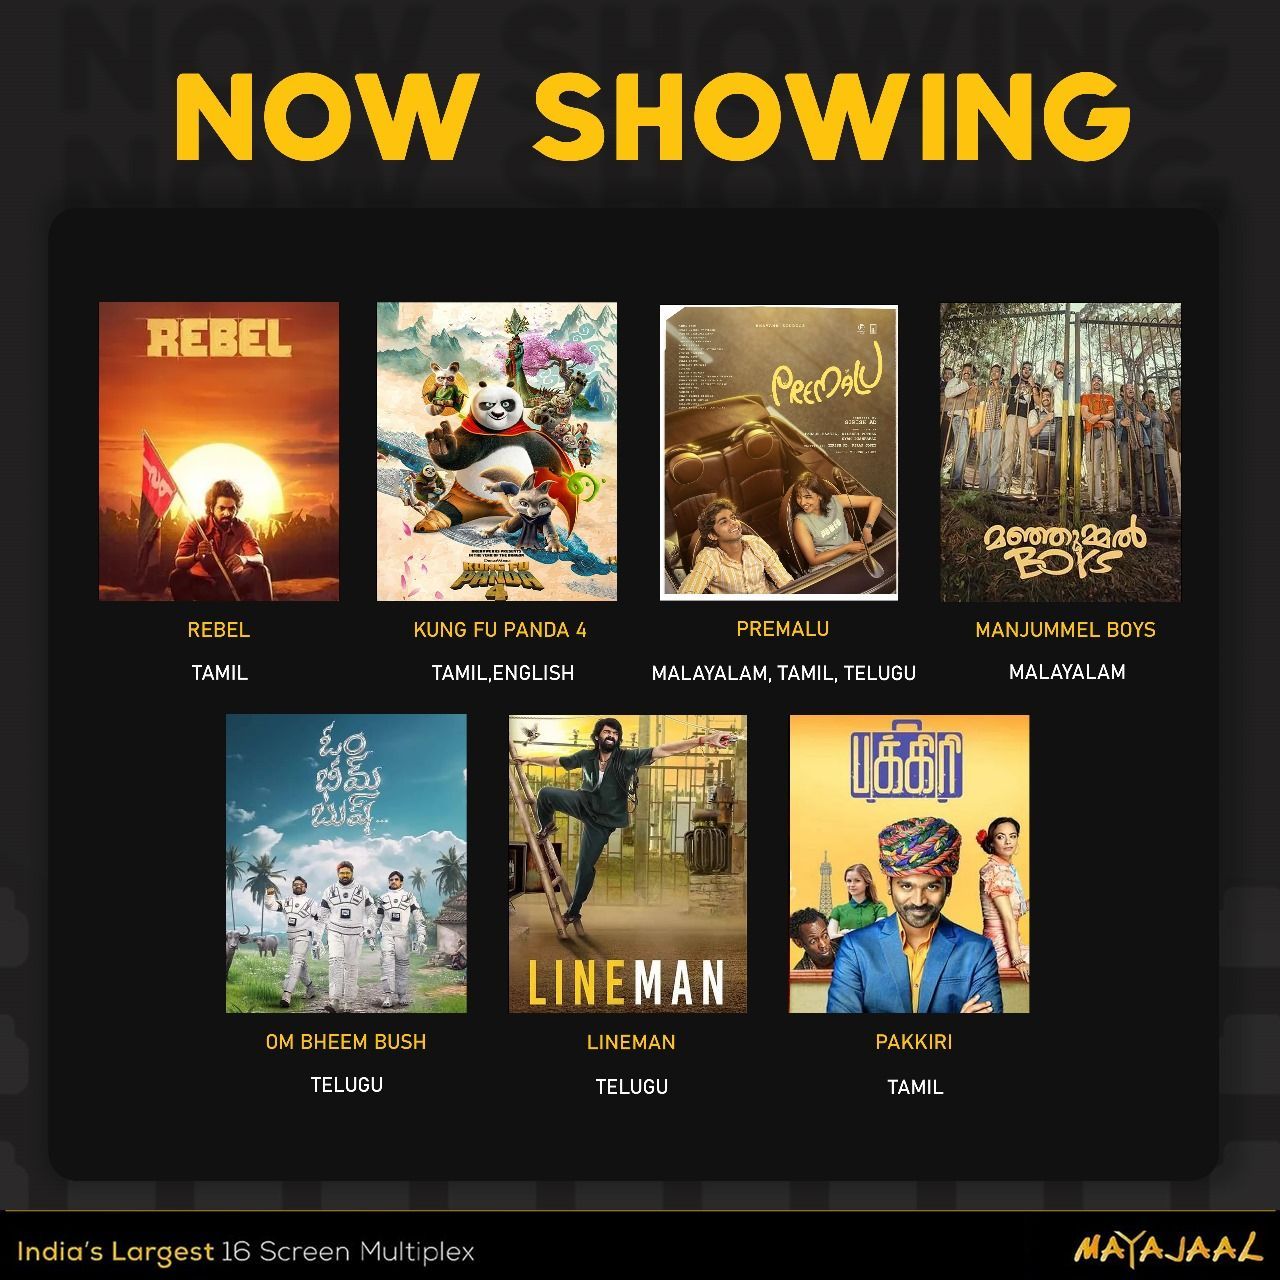 NOW SHOWING
REBEL
KUNG FU
PANDA
4
PREMALU
മഞ്ഞുമ്മൽ
BOYS
REBEL
KUNG FU PANDA 4
PREMALU
MANJUMMEL BOYS
TAMIL
TAMIL,ENGLISH
MALAYALAM, TAMIL, TELUGU
MALAYALAM
ఓం
భీమ్
బుష్...
LINEMAN
பக்கிரி
OM BHEEM BUSH
LINEMAN
PAKKIRI
TELUGU
TELUGU
TAMIL
India's Largest 16 Screen Multiplex
MAYAJAAL